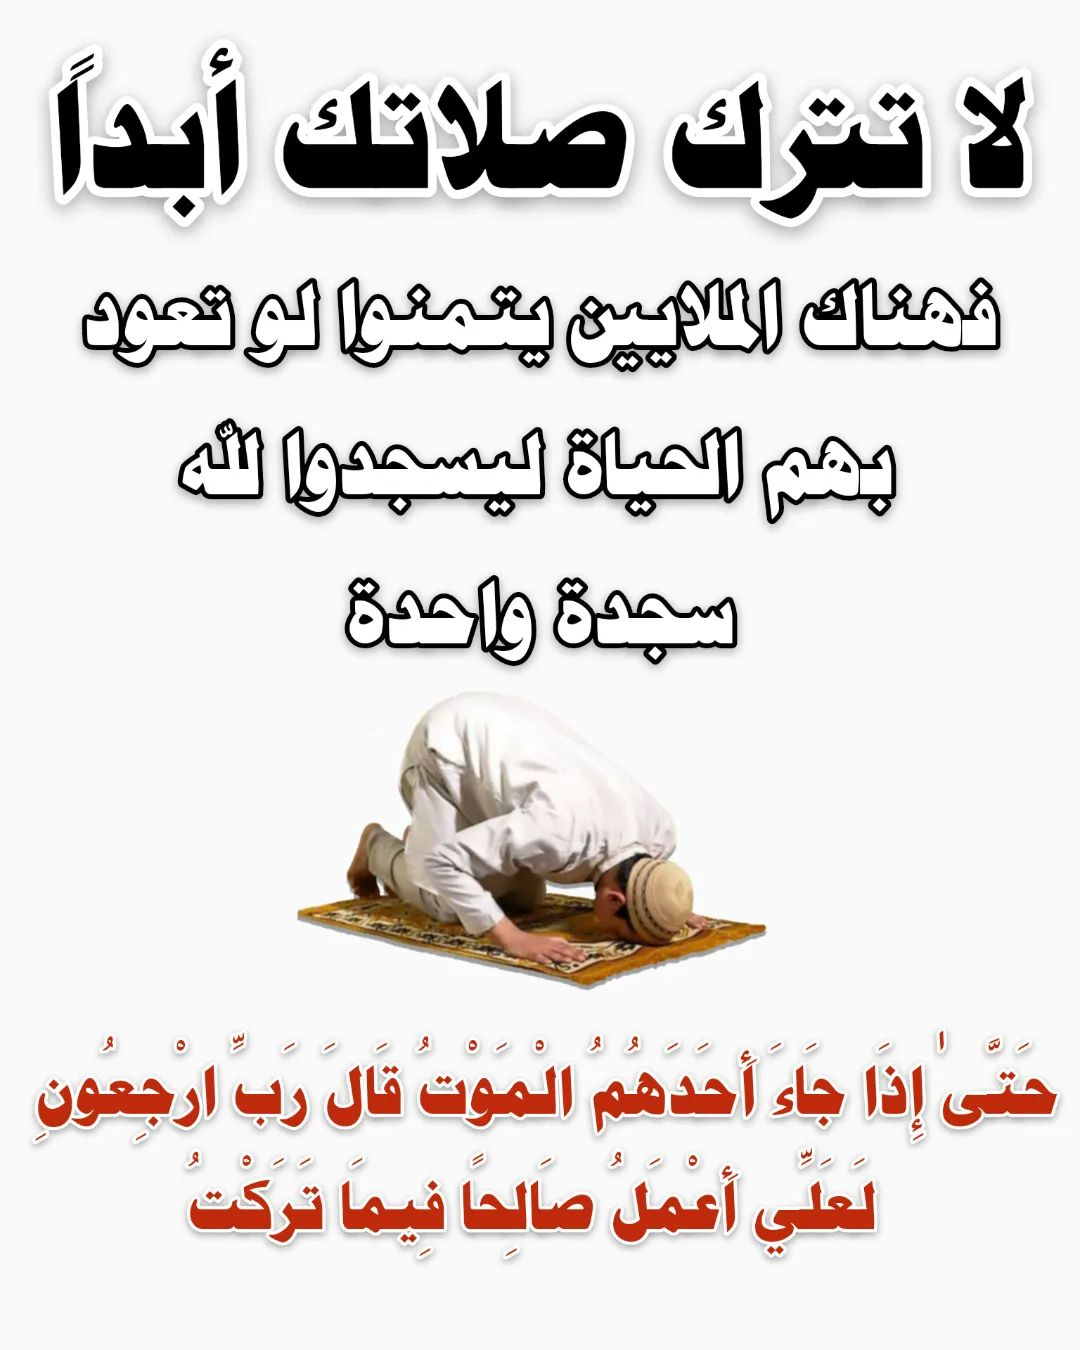 لا تترك صلاتك أبداً
فهناك الملايين يتمنوا لو تعود
بهم الحياة ليسجدوا لله
سجدة واحدة
حَتَّىٰ إِذَا جَاءَ أَحَدَهُمُ الْمَوْتُ قَالَ رَبِّ ارْجِعُونِ
لَعَلِّي أَعْمَلُ صَالِحًا فِيمَا تَرَكْتُ